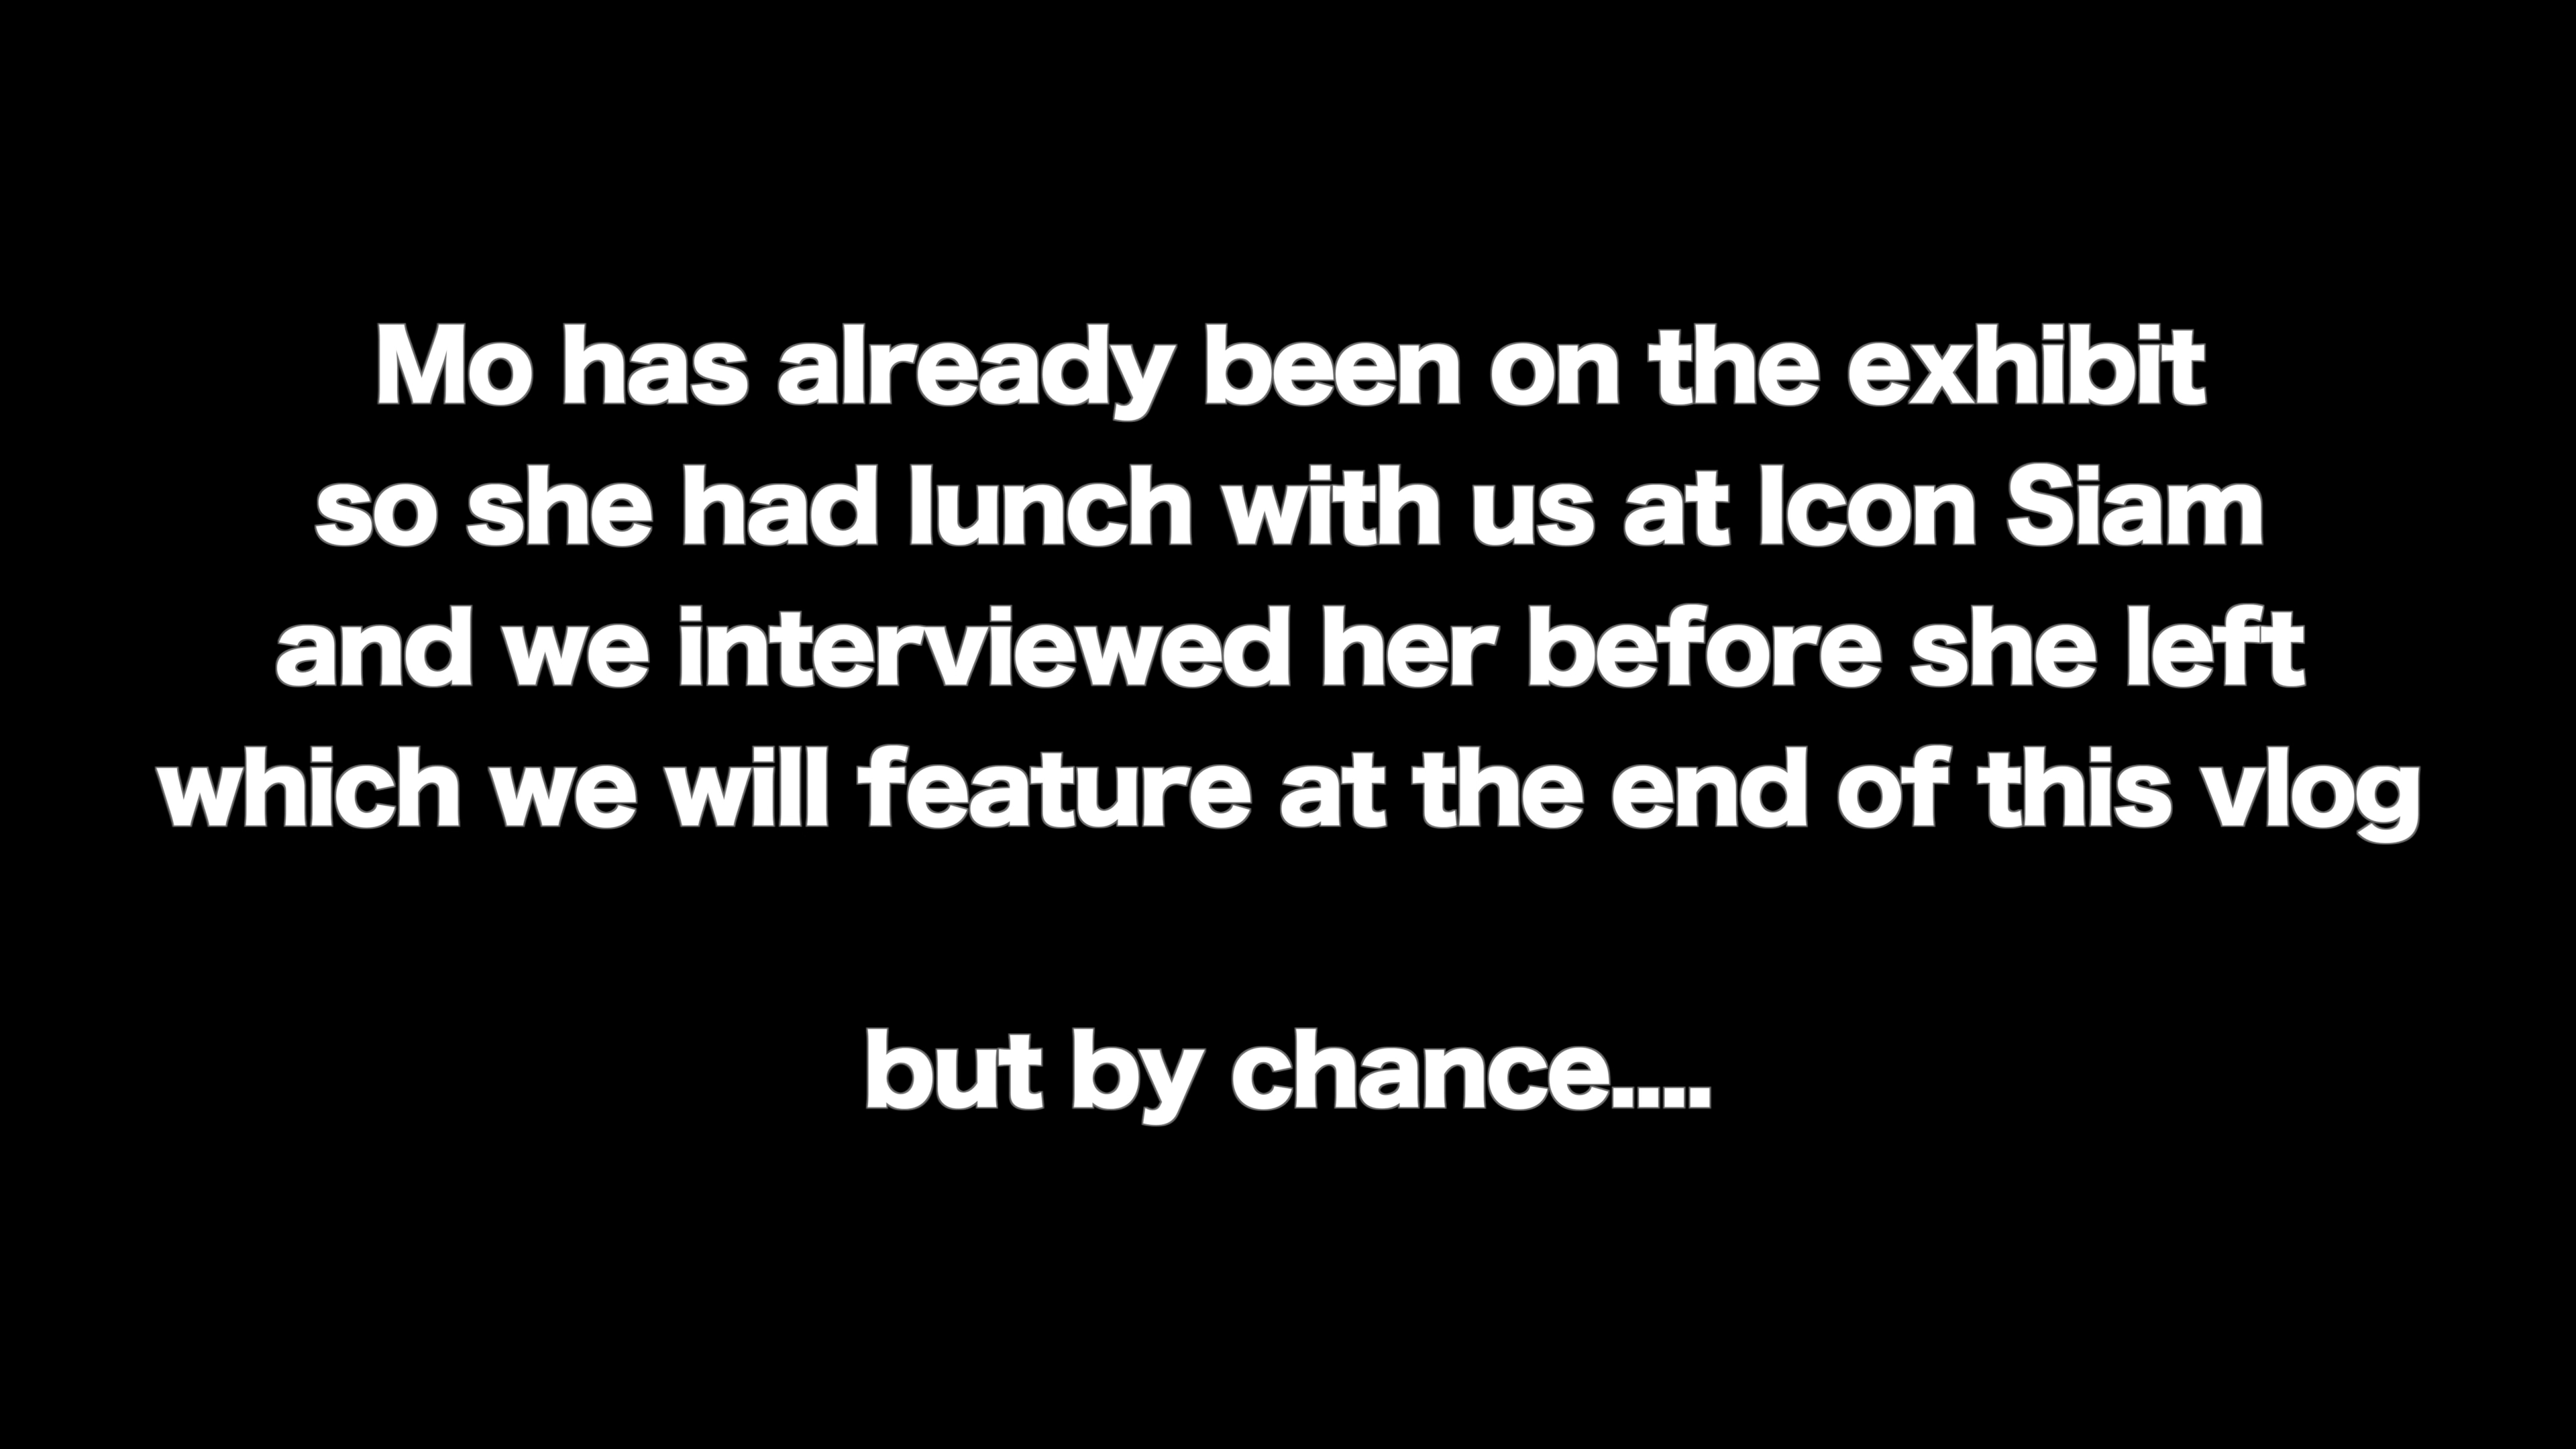 Mo has already been on the exhibit
so she had lunch with us at Icon Siam
and we interviewed her before she left
which we will feature at the end of this vlog
but by chance....